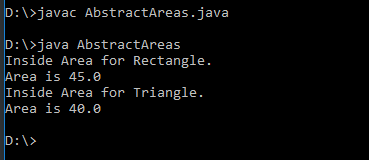 D:\>javac AbstractAreas.java
D:\>java AbstractAreas
Inside Area for Rectangle.
Area is 45.0
Inside Area for Triangle.
Area is 40.0
D:\>